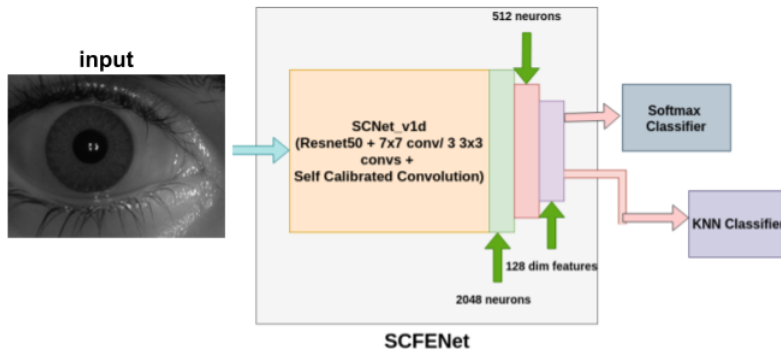 input
512 neurons
SCNet_v1d
(Resnet50 + 7x7 conv/ 3 3x3
convs +
Self Calibrated Convolution)
Softmax
Classifier
KNN Classifier
128 dim features
2048 neurons
SCFENet